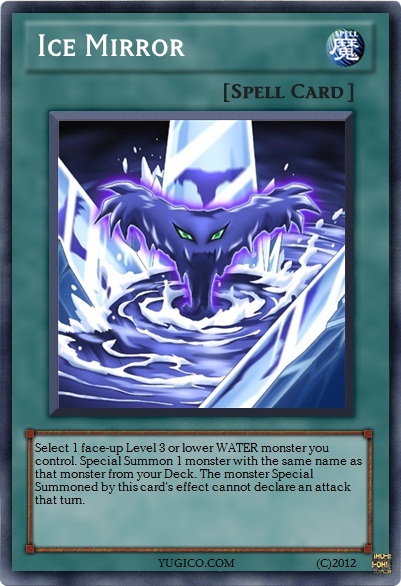 ICE MIRROR
魔
[SPELL CARD]
Select 1 face-up Level 3 or lower WATER monster you
control. Special Summon 1 monster with the same name as
that monster from your Deck. The monster Special
Summoned by this card's effect cannot declare an attack
that turn.
YUGICO.COM
(C)2012